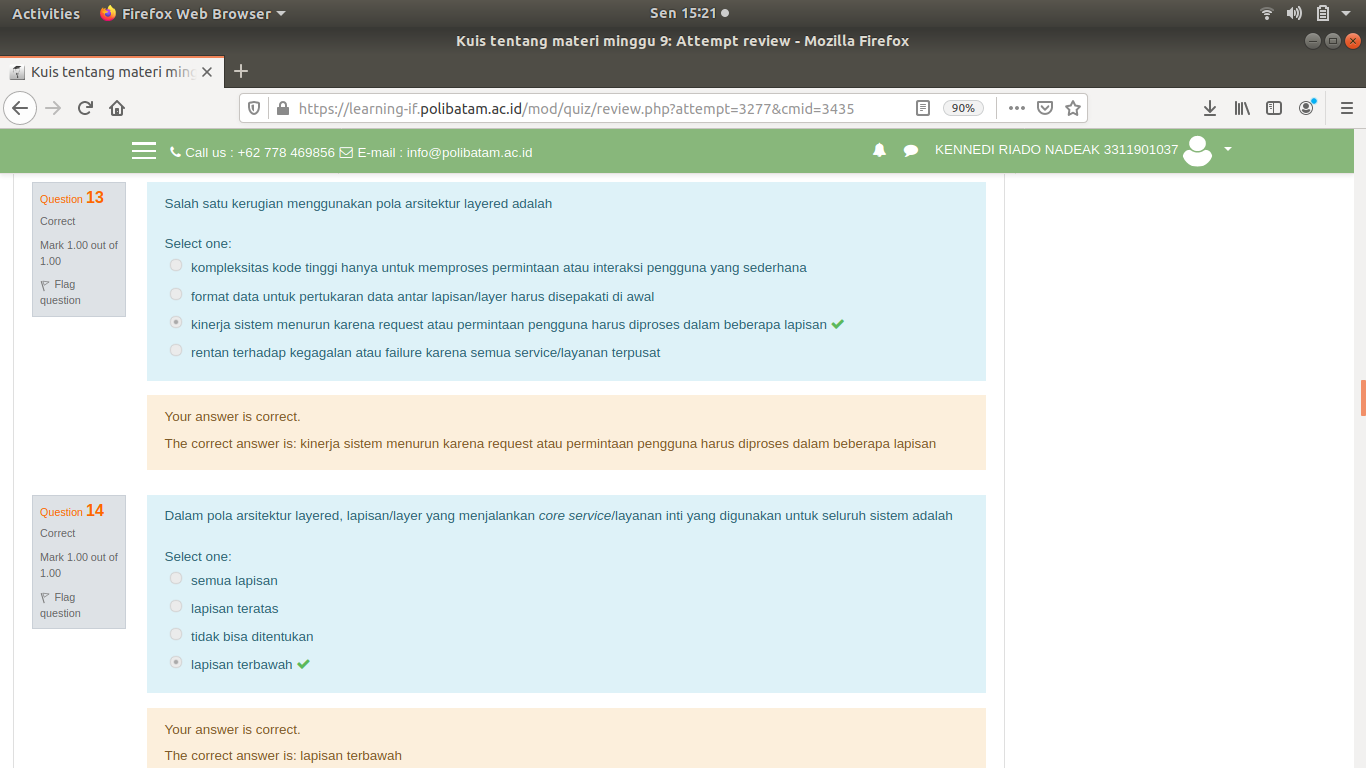 Activities Firefox Web Browser Sen 15:21
Kuis tentang materi minggu 9: Attempt review - Mozilla Firefox
Kuis tentang materi ming
https://learning-if.polibatam.ac.id/mod/quiz/review.php?attempt=3277&cmid=3435 90%
Call us : +62 778 469856 E-mail : info@polibatam.ac.id KENNEDI RIADO NADEAK 3311901037
Question 13
Correct
Mark 1.00 out of
1.00
Flag
question
Salah satu kerugian menggunakan pola arsitektur layered adalah
Select one:
kompleksitas kode tinggi hanya untuk memproses permintaan atau interaksi pengguna yang sederhana
format data untuk pertukaran data antar lapisan/layer harus disepakati di awal
kinerja sistem menurun karena request atau permintaan pengguna harus diproses dalam beberapa lapisan
rentan terhadap kegagalan atau failure karena semua service/layanan terpusat
Your answer is correct.
The correct answer is: kinerja sistem menurun karena request atau permintaan pengguna harus diproses dalam beberapa lapisan
Question 14
Correct
Mark 1.00 out of
1.00
Flag
question
Dalam pola arsitektur layered, lapisan/layer yang menjalankan core service/layanan inti yang digunakan untuk seluruh sistem adalah
Select one:
semua lapisan
lapisan teratas
tidak bisa ditentukan
lapisan terbawah
Your answer is correct.
The correct answer is: lapisan terbawah